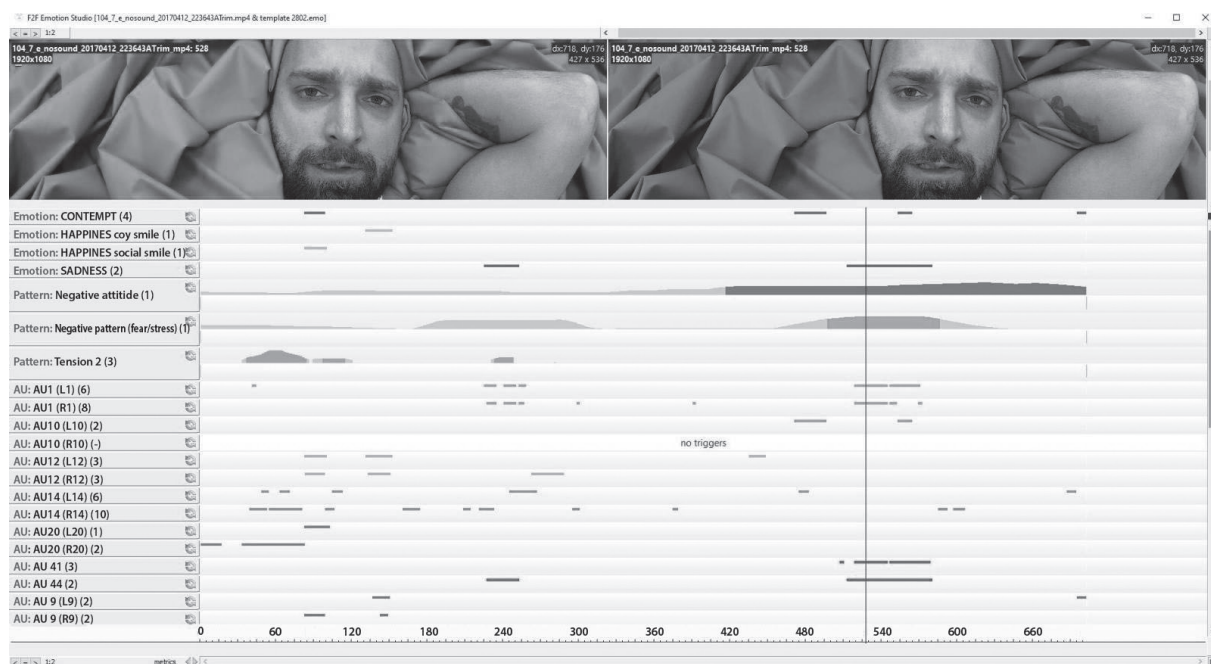 F2F Emotion Studio [104_7_e_nosound_20170412_223643ATrim.mp4 & template 2802.emo]
< = > 1:2
104_7_e_nosound_20170412_223643ATrim_mp4: 528
1920x1080
dx:718, dy:176
427 x 536
104_7_e_nosound_20170412_223643ATrim_mp4: 528
1920x1080
dx:718, dy:176
427 x 536
Emotion: CONTEMPT (4)
Emotion: HAPPINES coy smile (1)
Emotion: HAPPINES social smile (1)
Emotion: SADNESS (2)
Pattern: Negative attitide (1)
Pattern: Negative pattern (fear/stress) (1)
Pattern: Tension 2 (3)
AU: AU1 (L1) (6)
AU: AU1 (R1) (8)
AU: AU10 (L10) (2)
AU: AU10 (R10) (-)
no triggers
AU: AU12 (L12) (3)
AU: AU12 (R12) (3)
AU: AU14 (L14) (6)
AU: AU14 (R14) (10)
AU: AU20 (L20) (1)
AU: AU20 (R20) (2)
AU: AU 41 (3)
AU: AU 44 (2)
AU: AU 9 (L9) (2)
AU: AU 9 (R9) (2)
0 60 120 180 240 300 360 420 480 540 600 660
< = > 1:2 metrics